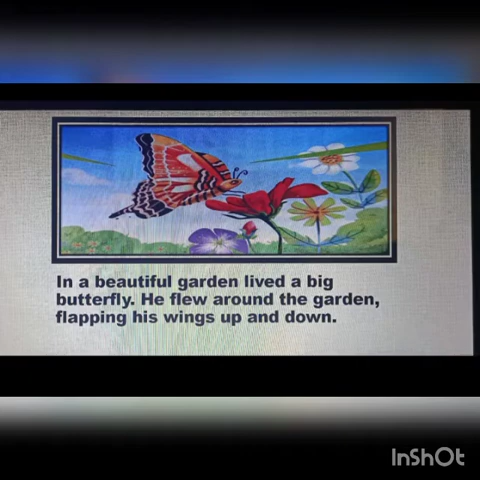 In a beautiful garden lived a big
butterfly. He flew around the garden,
flapping his wings up and down.
InShOt